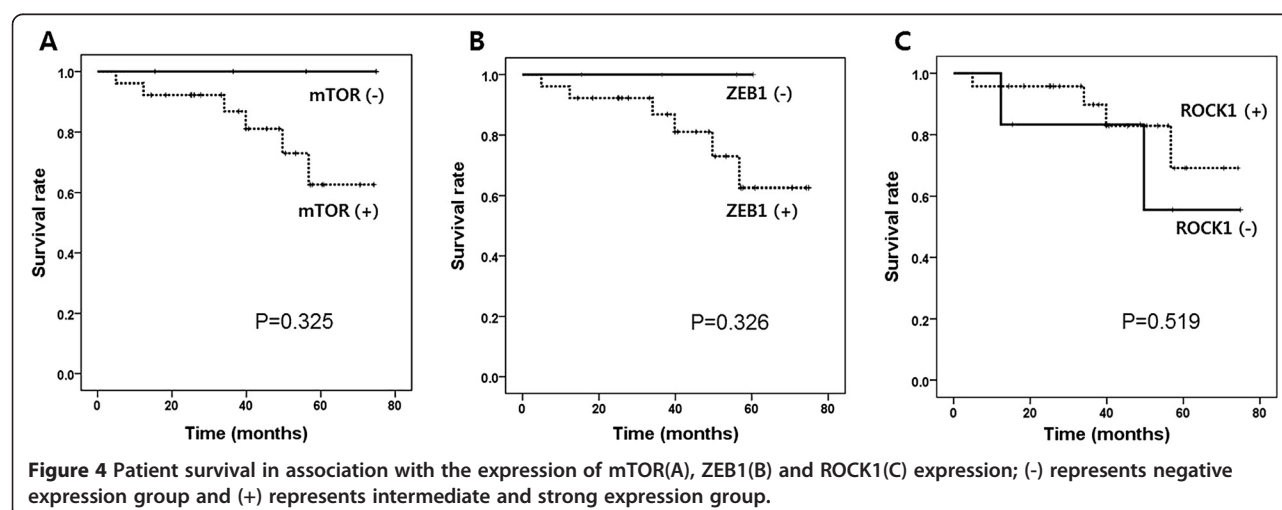 A
B
C
Survival rate
1.0
0.8
0.6
0.4
0.2
0.0
mTOR (-)
mTOR (+)
P=0.325
0 20 40 60 80
Time (months)
Survival rate
1.0
0.8
0.6
0.4
0.2
0.0
ZEB1 (-)
ZEB1 (+)
P=0.326
0 20 40 60 80
Time (months)
Survival rate
1.0
0.8
0.6
0.4
0.2
0.0
ROCK1 (+)
ROCK1 (-)
P=0.519
0 20 40 60 80
Time (months)
Figure 4 Patient survival in association with the expression of mTOR(A), ZEB1(B) and ROCK1(C) expression; (-) represents negative
expression group and (+) represents intermediate and strong expression group.